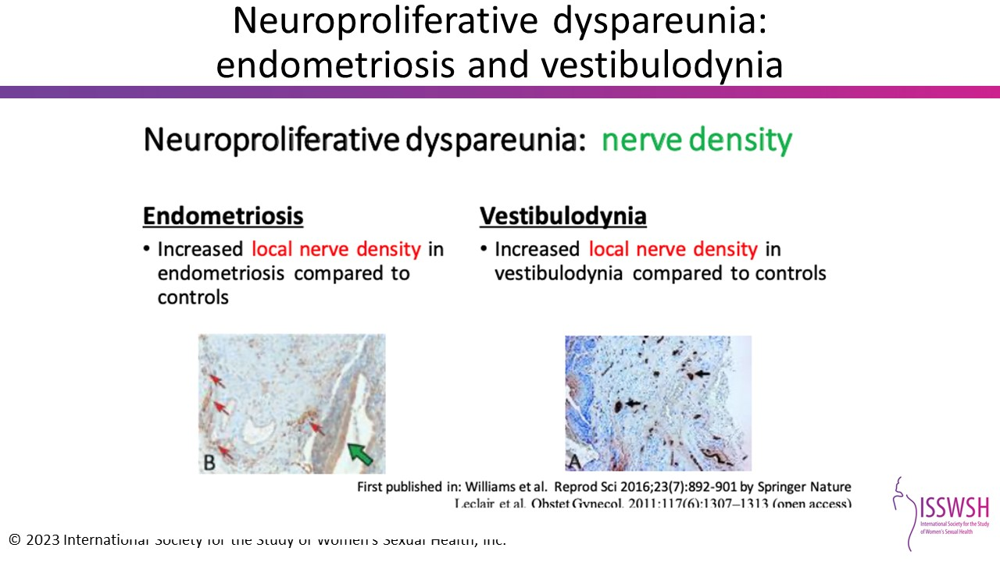 Neuroproliferative dyspareunia:
endometriosis and vestibulodynia
Neuroproliferative dyspareunia: nerve density
Endometriosis
• Increased local nerve density in
endometriosis compared to
controls
Vestibulodynia
• Increased local nerve density in
vestibulodynia compared to controls
B
A
First published in: Williams et al. Reprod Sci 2016;23(7):892-901 by Springer Nature
Leclair et al. Obstet Gynecol. 2011;117(6):1307–1313 (open access)
ISSWSH
International Society for the Study
of Women's Sexual Health
© 2023 International Society for the Study of Women's Sexual Health, Inc.